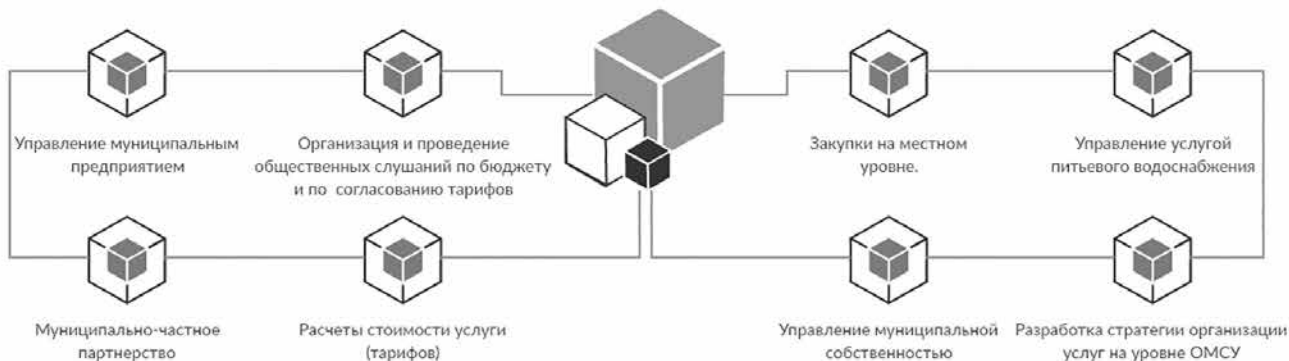 Управление муниципальным
предприятием
Организация и проведение
общественных слушаний по бюджету
и по согласованию тарифов
Закупки на местном
уровне.
Управление услугой
питьевого водоснабжения
Муниципально-частное
партнерство
Расчеты стоимости услуги
(тарифов)
Управление муниципальной
собственностью
Разработка стратегии организации
услуг на уровне ОМСУ